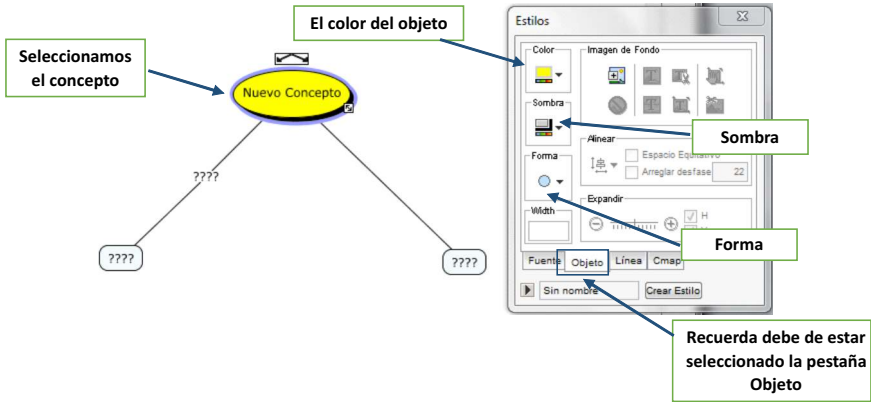 El color del objeto
Seleccionamos
el concepto
Nuevo Concepto
????
????
????
Estilos
Color
Imagen de Fondo
Sombra
Sombra
Alinear
Espacio Equitativo
Arreglar desfase
22
Forma
Expandir
H
Width
Forma
Fuente
Objeto
Línea
Cmap
Sin nombre
Crear Estilo
Recuerda debe de estar
seleccionado la pestaña
Objeto